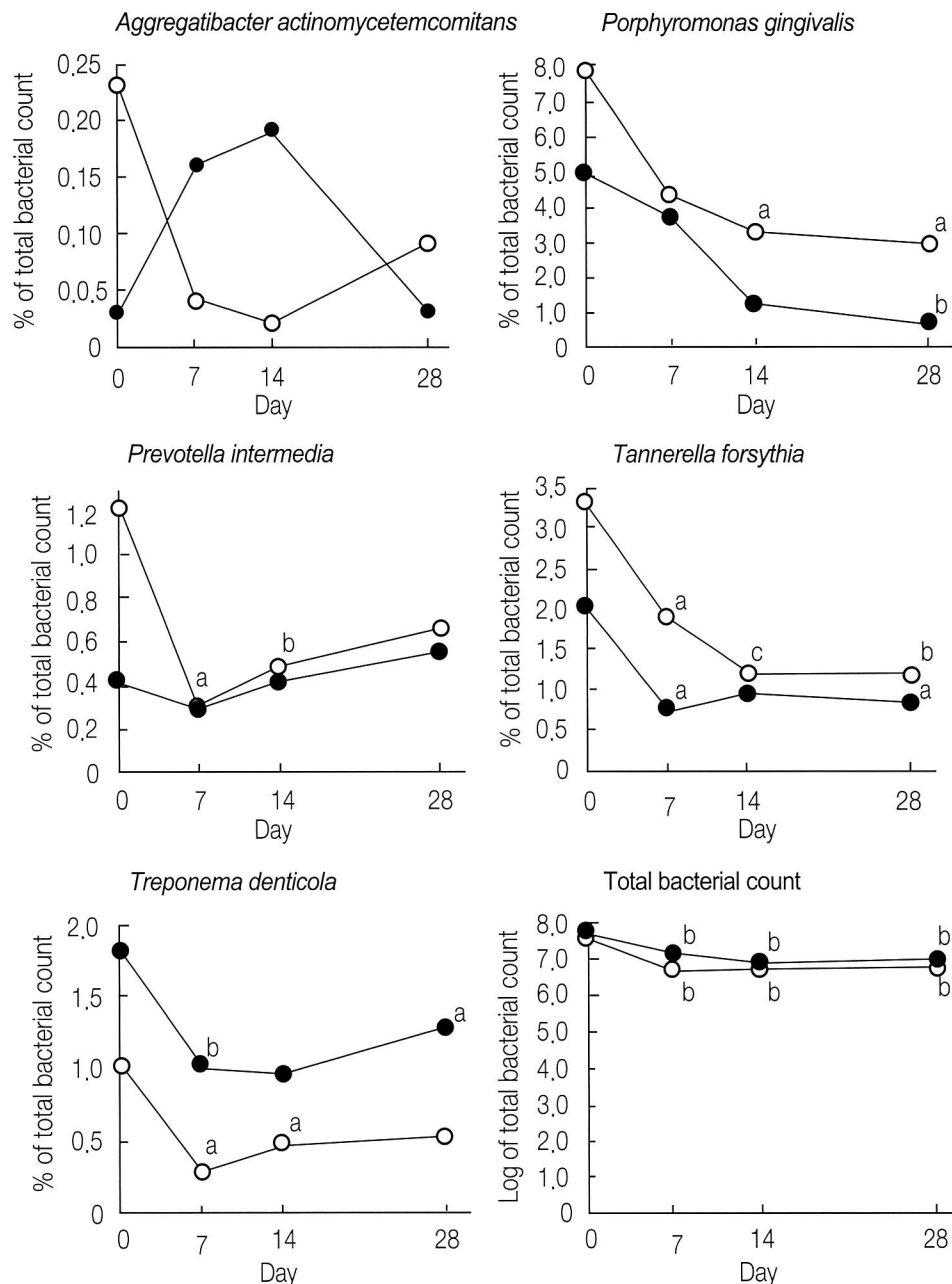 Aggregatibacter actinomycetemcomitans
% of total bacterial count
0.25
0.20
0.15
0.10
0.05
0
0
7
14
28
Day
Porphyromonas gingivalis
% of total bacterial count
8.0
7.0
6.0
5.0
4.0
3.0
2.0
1.0
0
a
a
b
0
7
14
28
Day
Prevotella intermedia
% of total bacterial count
1.2
1.0
0.8
0.6
0.4
0.2
0
a
b
0
7
14
28
Day
Tannerella forsythia
% of total bacterial count
3.5
3.0
2.5
2.0
1.5
1.0
0.5
0
a
c
b
a
a
0
7
14
28
Day
Treponema denticola
% of total bacterial count
2.0
1.5
1.0
0.5
0
b
a
a
a
0
7
14
28
Day
Total bacterial count
Log of total bacterial count
8.0
7.0
6.0
5.0
4.0
3.0
2.0
1.0
0
b
b
b
b
b
b
0
7
14
28
Day